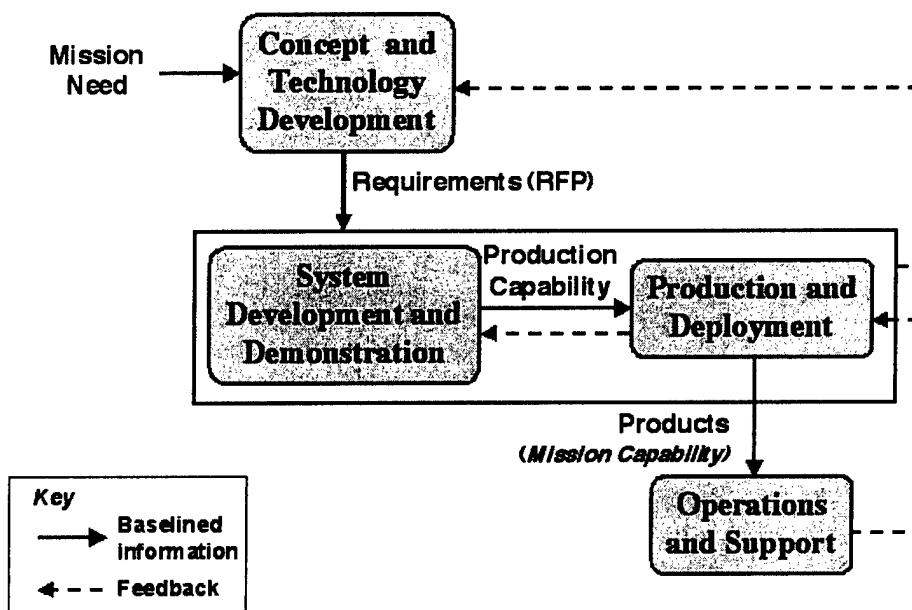 Mission
Need
Concept and
Technology
Development
Requirements (RFP)
System
Development and
Demonstration
Production
Capability
Production and
Deployment
Products
(Mission Capability)
Operations
and Support
Key
Baselined
information
Feedback